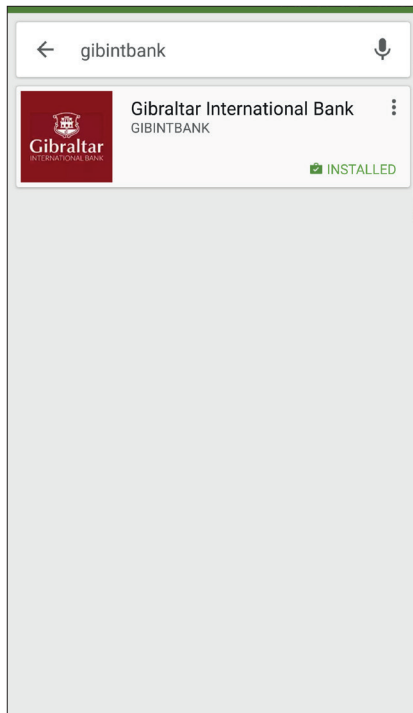 gibintbank
Gibraltar International Bank
GIBINTBANK
Gibraltar
INTERNATIONAL BANK
INSTALLED